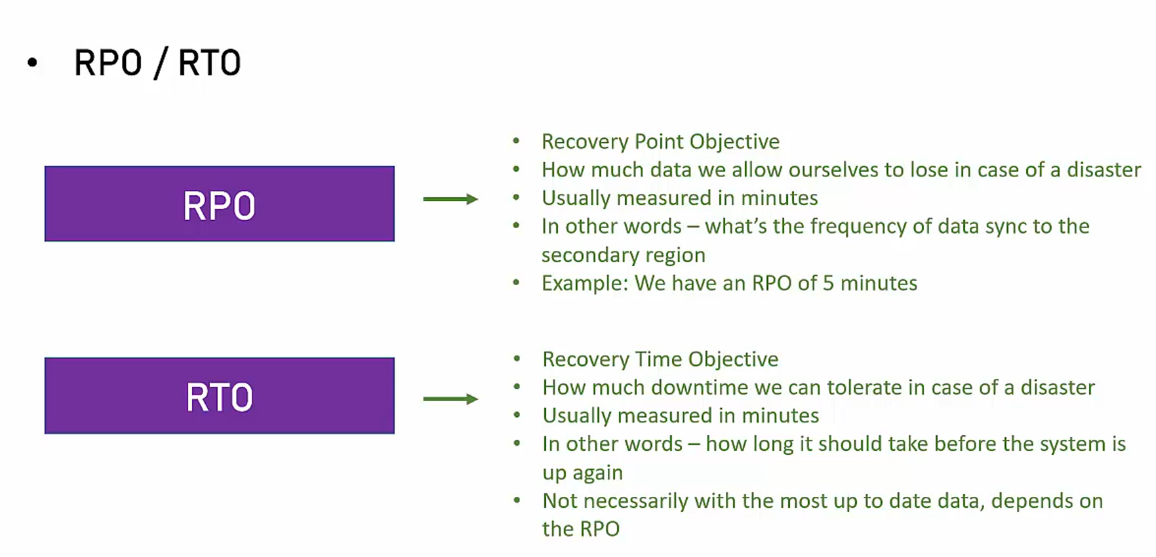 • RPO / RTO
RPO
• Recovery Point Objective
• How much data we allow ourselves to lose in case of a disaster
• Usually measured in minutes
• In other words – what’s the frequency of data sync to the
secondary region
• Example: We have an RPO of 5 minutes
RTO
• Recovery Time Objective
• How much downtime we can tolerate in case of a disaster
• Usually measured in minutes
• In other words – how long it should take before the system is
up again
• Not necessarily with the most up to date data, depends on
the RPO